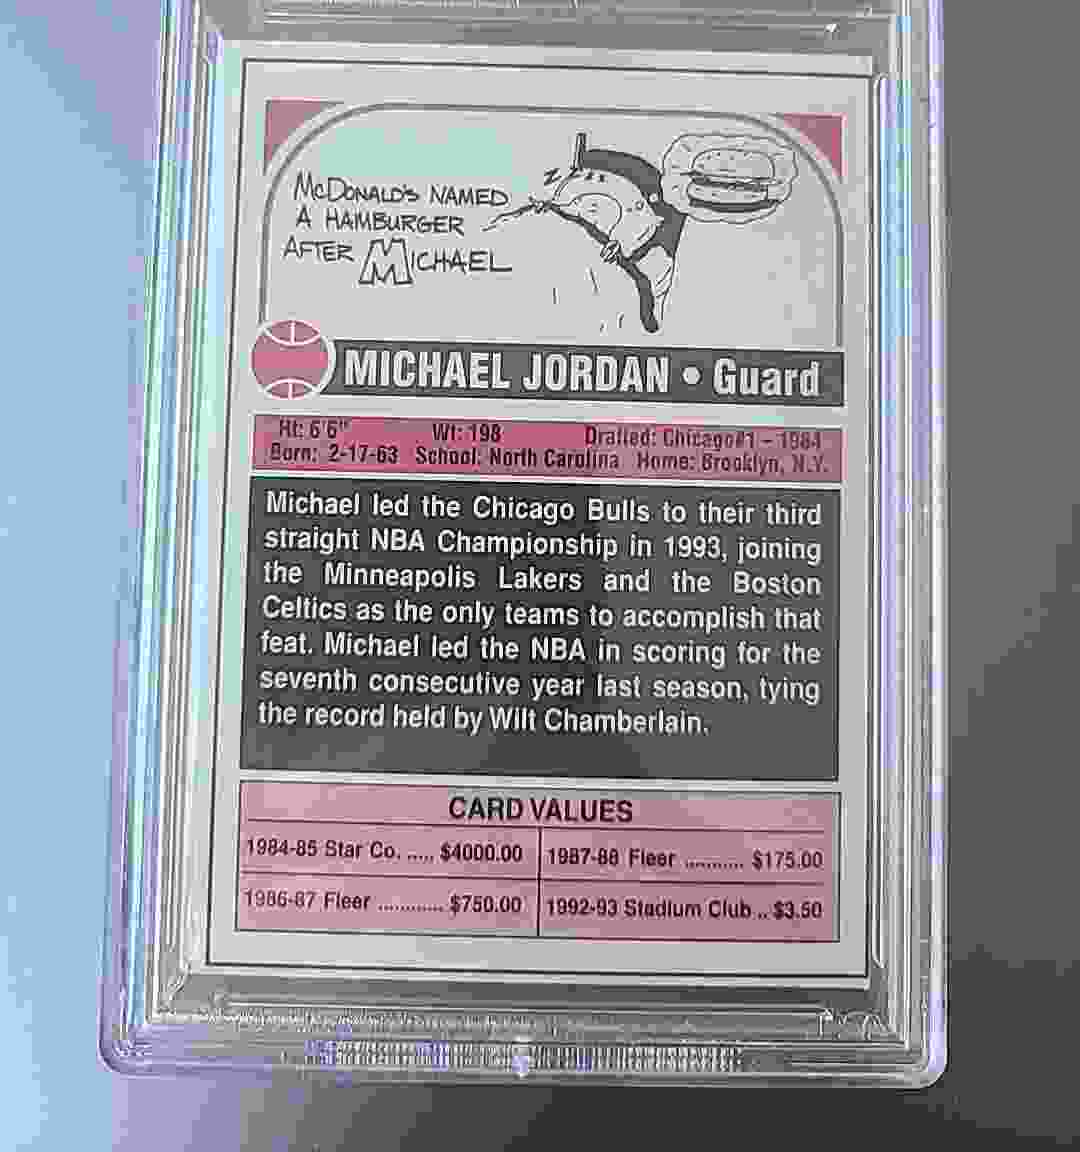 McDONALD'S NAMED
A HAMBURGER
AFTER MICHAEL
Z z z z
MICHAEL JORDAN • Guard
Ht: 6'6" Wt: 198 Drafted: Chicago#1 - 1984
Born: 2-17-63 School: North Carolina Home: Brooklyn, N.Y.
Michael led the Chicago Bulls to their third
straight NBA Championship in 1993, joining
the Minneapolis Lakers and the Boston
Celtics as the only teams to accomplish that
feat. Michael led the NBA in scoring for the
seventh consecutive year last season, tying
the record held by Wilt Chamberlain.
CARD VALUES
1984-85 Star Co. ..... $4000.00
1987-88 Fleer ........... $175.00
1986-87 Fleer ............ $750.00
1992-93 Stadium Club .. $3.50